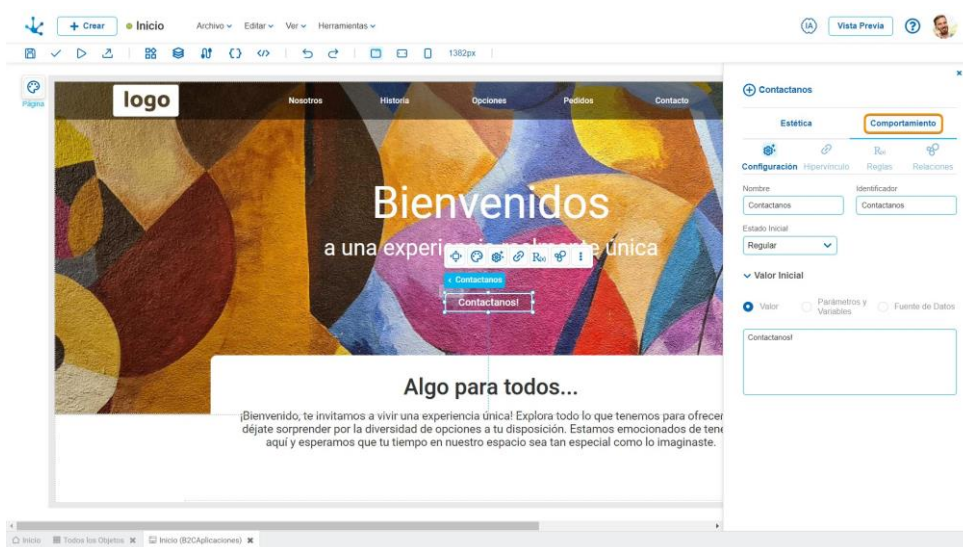 + Crear
Inicio
Archivo
Editar
Ver
Herramientas
IA
Vista Previa
?
1382px
Página
logo
Nosotros
Historia
Opciones
Pedidos
Contacto
Bienvenidos
a una experiencia realmente única
R(x)
Contactanos
Contactanos!
Algo para todos...
¡Bienvenido, te invitamos a vivir una experiencia única! Explora todo lo que tenemos para ofrecer
déjate sorprender por la diversidad de opciones a tu disposición. Estamos emocionados de tene
aquí y esperamos que tu tiempo en nuestro espacio sea tan especial como lo imaginaste.
Contactanos
Estética
Comportamiento
R(x)
Configuración
Hipervínculo
Reglas
Relaciones
Nombre
Identificador
Contactanos
Contactanos
Estado Inicial
Regular
Valor Inicial
Valor
Parámetros y
Variables
Fuente de Datos
Contactanos!
Inicio
Todos los Objetos
Inicio (B2CAplicaciones)